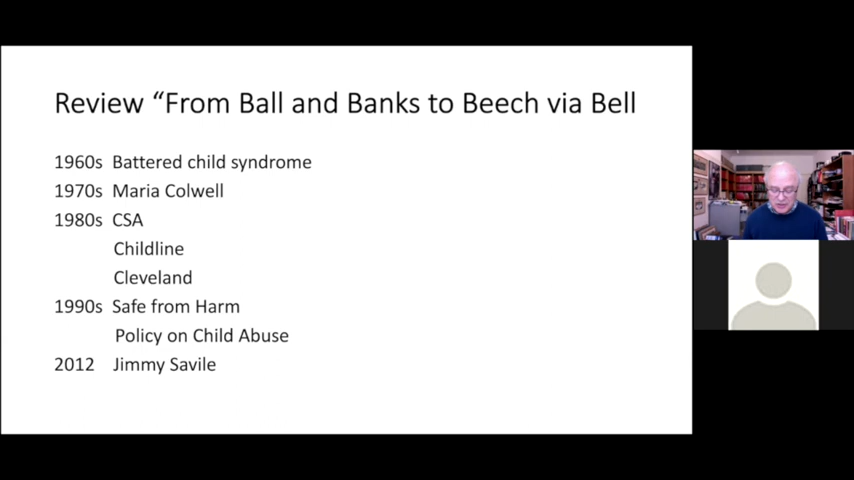 Review “From Ball and Banks to Beech via Bell
1960s Battered child syndrome
1970s Maria Colwell
1980s CSA
Childline
Cleveland
1990s Safe from Harm
Policy on Child Abuse
2012 Jimmy Savile